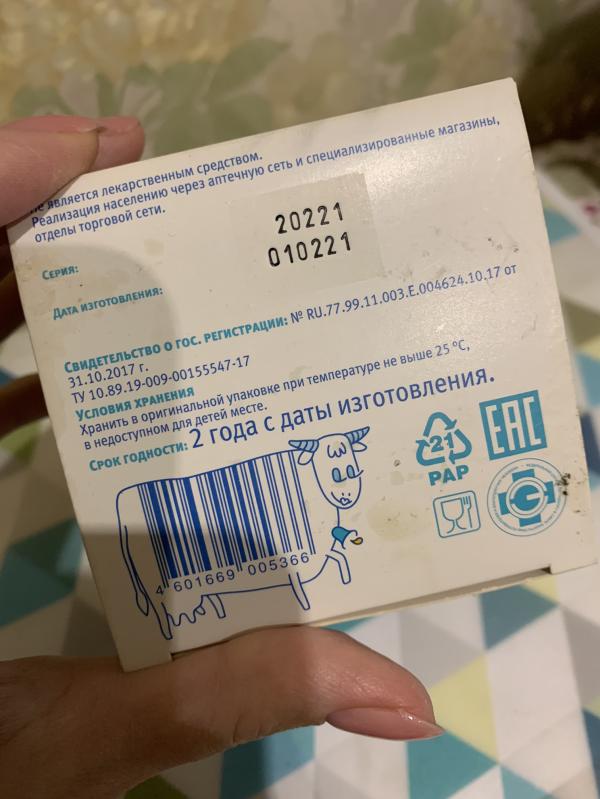 Не является лекарственным средством.
Реализация населению через аптечную сеть и специализированные магазины,
отделы торговой сети.
20221
Серия:
010221
Дата изготовления:
Свидетельство о гос. регистрации: № RU.77.99.11.003.Е.004624.10.17 от
31.10.2017 г.
ТУ 10.89.19-009-00155547-17
Условия хранения
Хранить в оригинальной упаковке при температуре не выше 25 °С,
в недоступном для детей месте.
Срок годности: 2 года с даты изготовления.
21
PAP
EAC
4 601669 005366